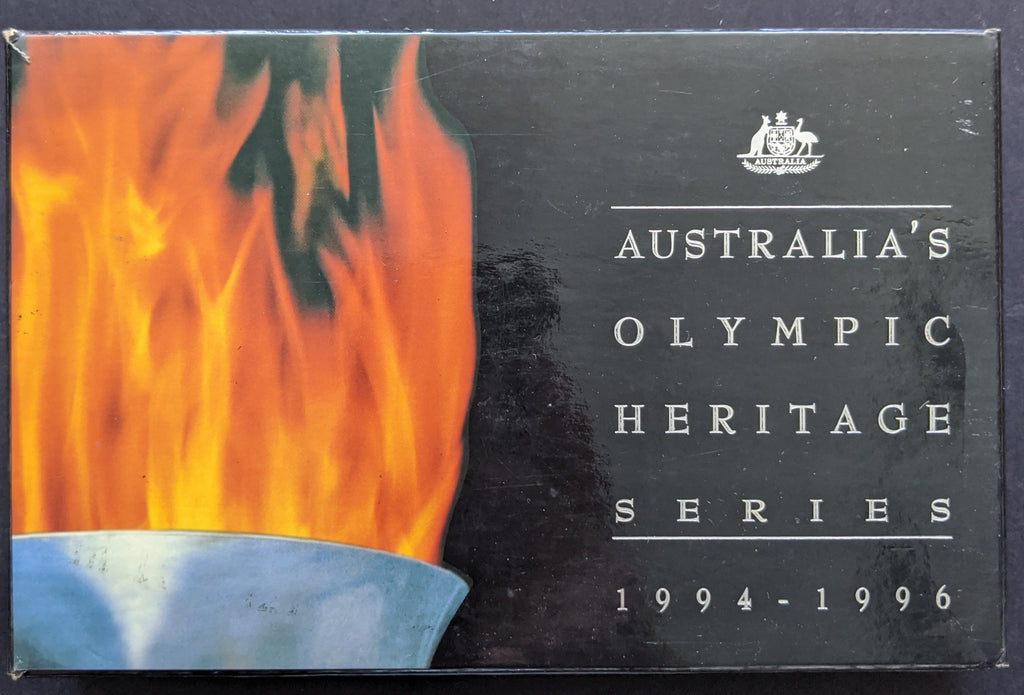 AUSTRALIA
AUSTRALIA'S
OLYMPIC
HERITAGE
SERIES
1994-1996